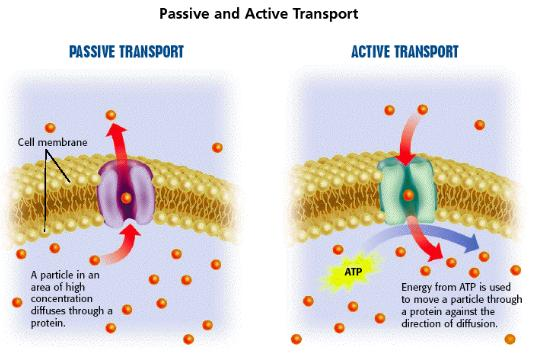 Passive and Active Transport
PASSIVE TRANSPORT
Cell membrane
A particle in an
area of high
concentration
diffuses through a
protein.
ACTIVE TRANSPORT
ATP
Energy from ATP is used
to move a particle through
a protein against the
direction of diffusion.